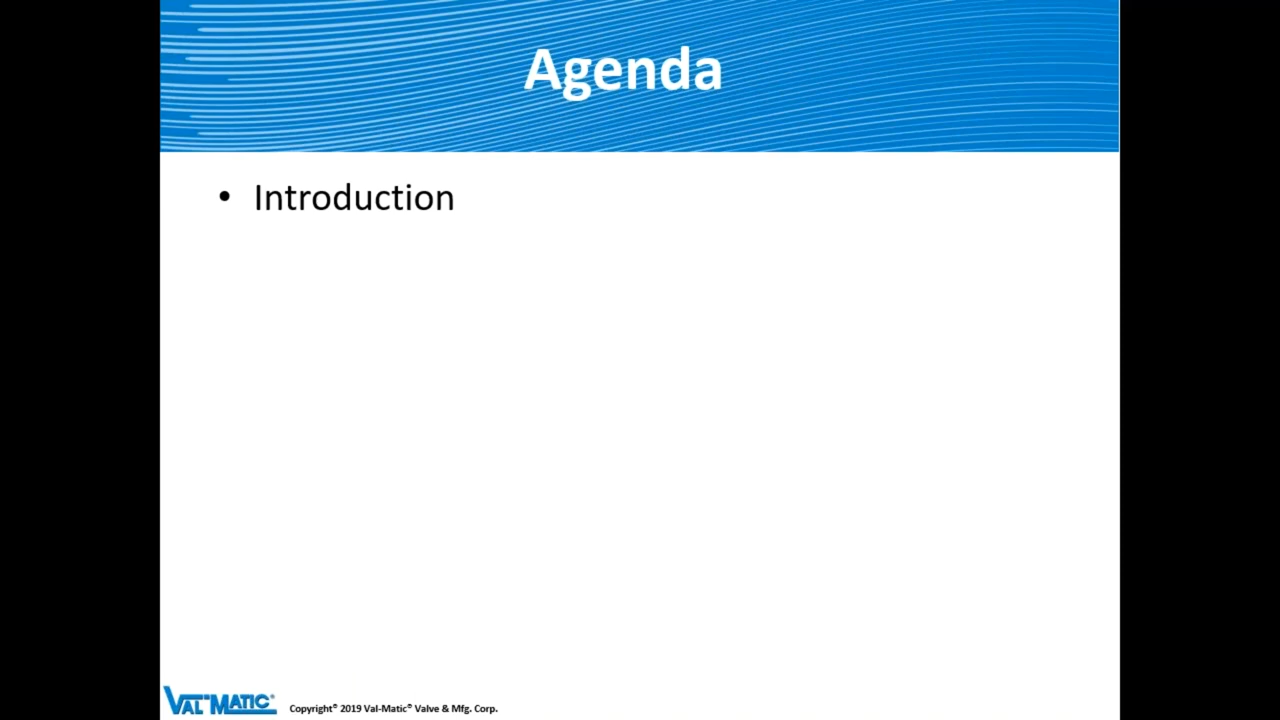 Agenda
• Introduction
VAL-MATIC® Copyright® 2019 Val-Matic® Valve & Mfg. Corp.